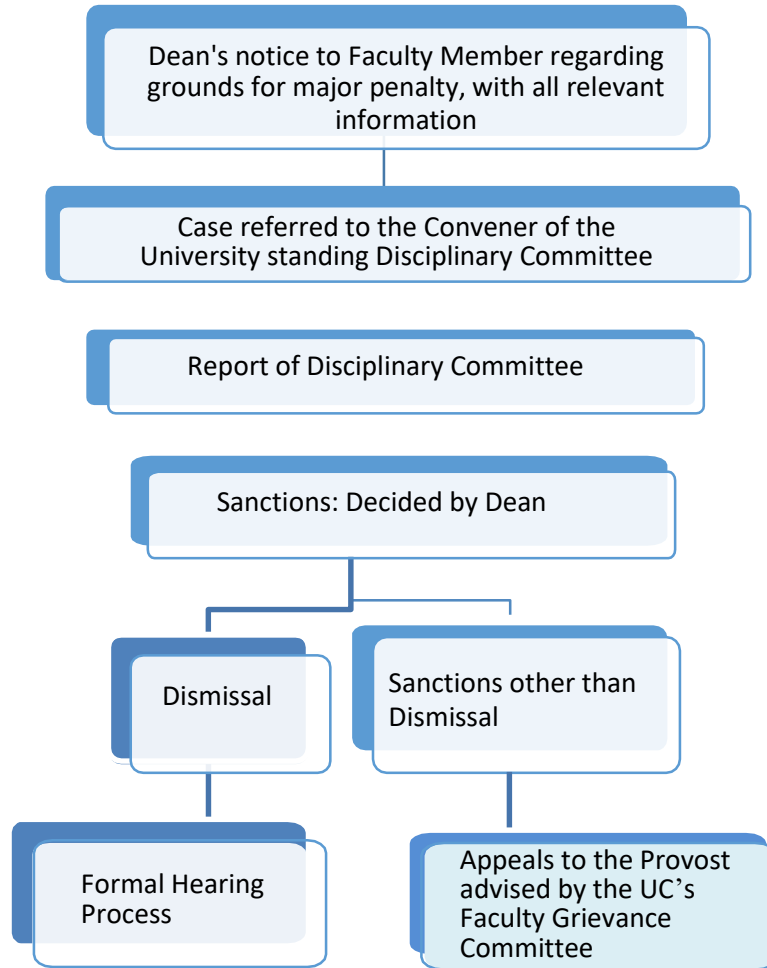 Dean's notice to Faculty Member regarding
grounds for major penalty, with all relevant
information
Case referred to the Convener of the
University standing Disciplinary Committee
Report of Disciplinary Committee
Sanctions: Decided by Dean
Dismissal
Sanctions other than
Dismissal
Formal Hearing
Process
Appeals to the Provost
advised by the UC’s
Faculty Grievance
Committee